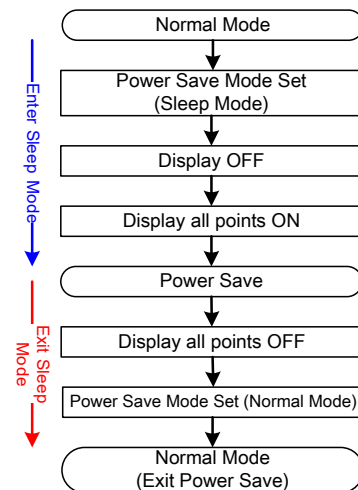 Normal Mode
Enter Sleep Mode
Power Save Mode Set
(Sleep Mode)
Display OFF
Display all points ON
Power Save
Exit Sleep
Mode
Display all points OFF
Power Save Mode Set (Normal Mode)
Normal Mode
(Exit Power Save)